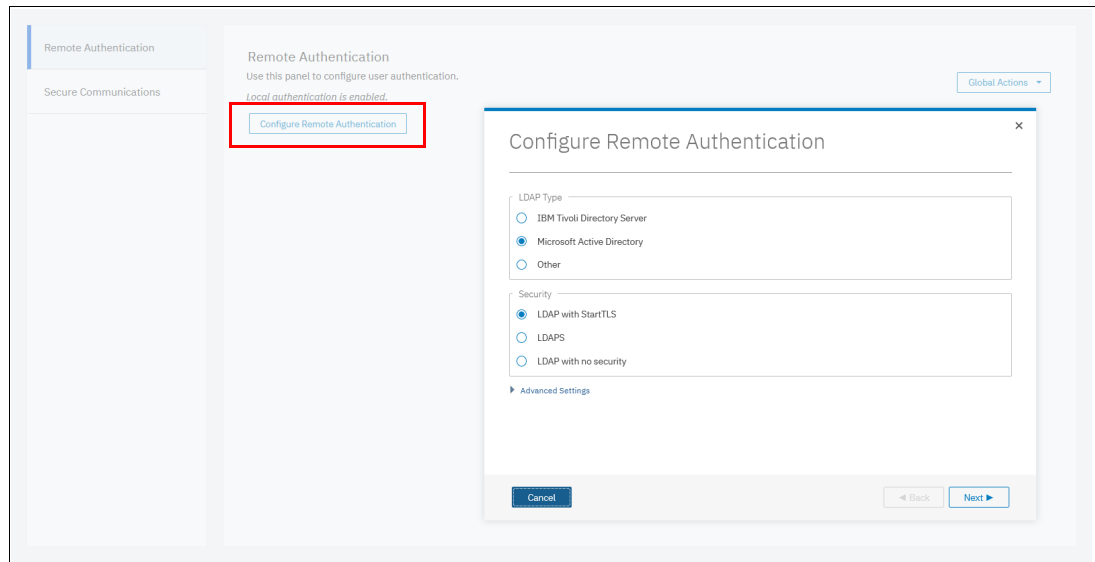 Remote Authentication
Secure Communications
Remote Authentication
Use this panel to configure user authentication.
Local authentication is enabled.
Configure Remote Authentication
Global Actions
Configure Remote Authentication
LDAP Type
IBM Tivoli Directory Server
Microsoft Active Directory
Other
Security
LDAP with StartTLS
LDAPS
LDAP with no security
Advanced Settings
Cancel
Back
Next